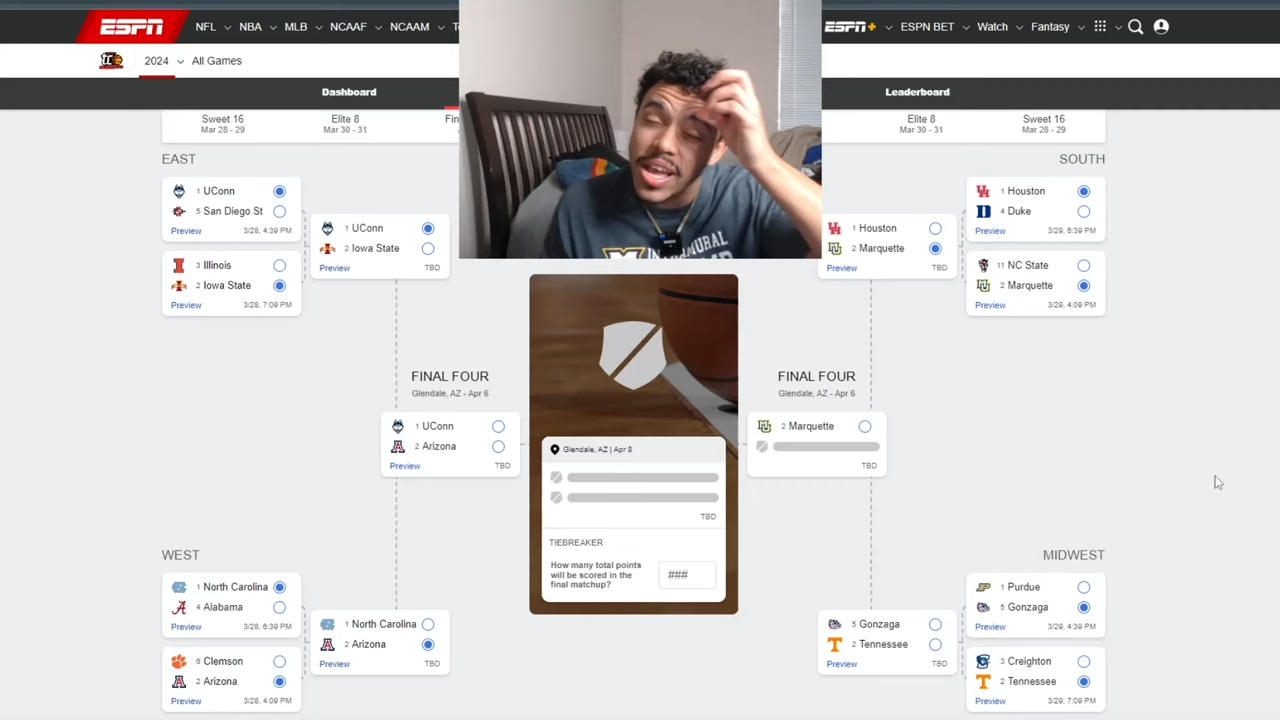 ESPN NFL NBA MLB NCAAF NCAAM ESPN+ ESPN BET Watch Fantasy
2024 All Games
Dashboard Leaderboard
Sweet 16 Elite 8 Elite 8 Sweet 16
Mar 28 - 29 Mar 30 - 31 Mar 30 - 31 Mar 28 - 29
EAST
1 UConn
5 San Diego St
Preview 3/28, 4:39 PM
3 Illinois
2 Iowa State
Preview 3/28, 7:09 PM
1 UConn
2 Iowa State
Preview TBD
1 Houston
2 Marquette
Preview TBD
SOUTH
1 Houston
4 Duke
Preview 3/29, 6:39 PM
11 NC State
2 Marquette
Preview 3/29, 4:09 PM
FINAL FOUR
Glendale, AZ - Apr 6
1 UConn
2 Arizona
Preview TBD
Glendale, AZ | Apr 8
TBD
TIEBREAKER
How many total points
will be scored in the
final matchup?
###
FINAL FOUR
Glendale, AZ - Apr 6
2 Marquette
TBD
WEST
1 North Carolina
4 Alabama
Preview 3/28, 6:39 PM
6 Clemson
2 Arizona
Preview 3/28, 4:09 PM
1 North Carolina
2 Arizona
Preview TBD
5 Gonzaga
2 Tennessee
Preview TBD
MIDWEST
1 Purdue
5 Gonzaga
Preview 3/29, 4:39 PM
3 Creighton
2 Tennessee
Preview 3/29, 7:09 PM